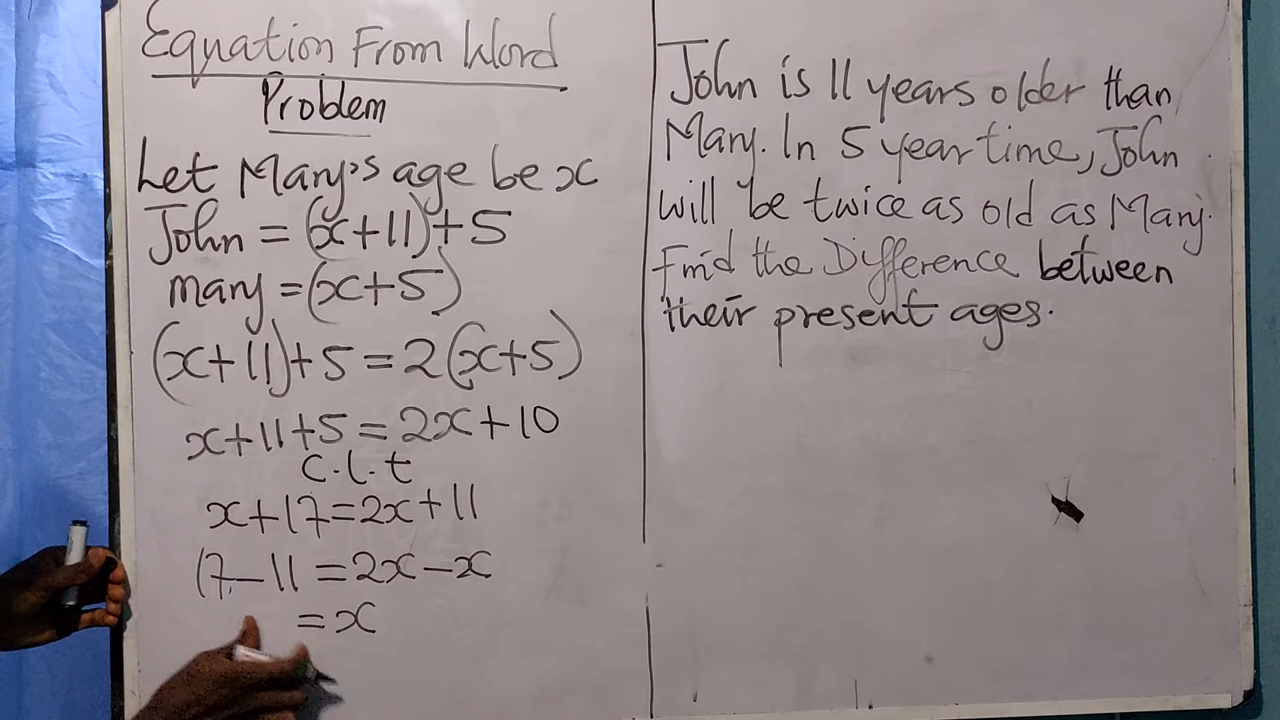 Equation From Word
Problem
Let Mary's age be x
John = (x+11)+5
mary = (x+5)
(x+11)+5 = 2(x+5)
x+11+5 = 2x+10
C.L.t
x+17=2x+11
17-11 = 2x-x
= x
John is 11 years older than
Mary. In 5 year time, John
will be twice as old as Mary.
Find the Difference between
their present ages.